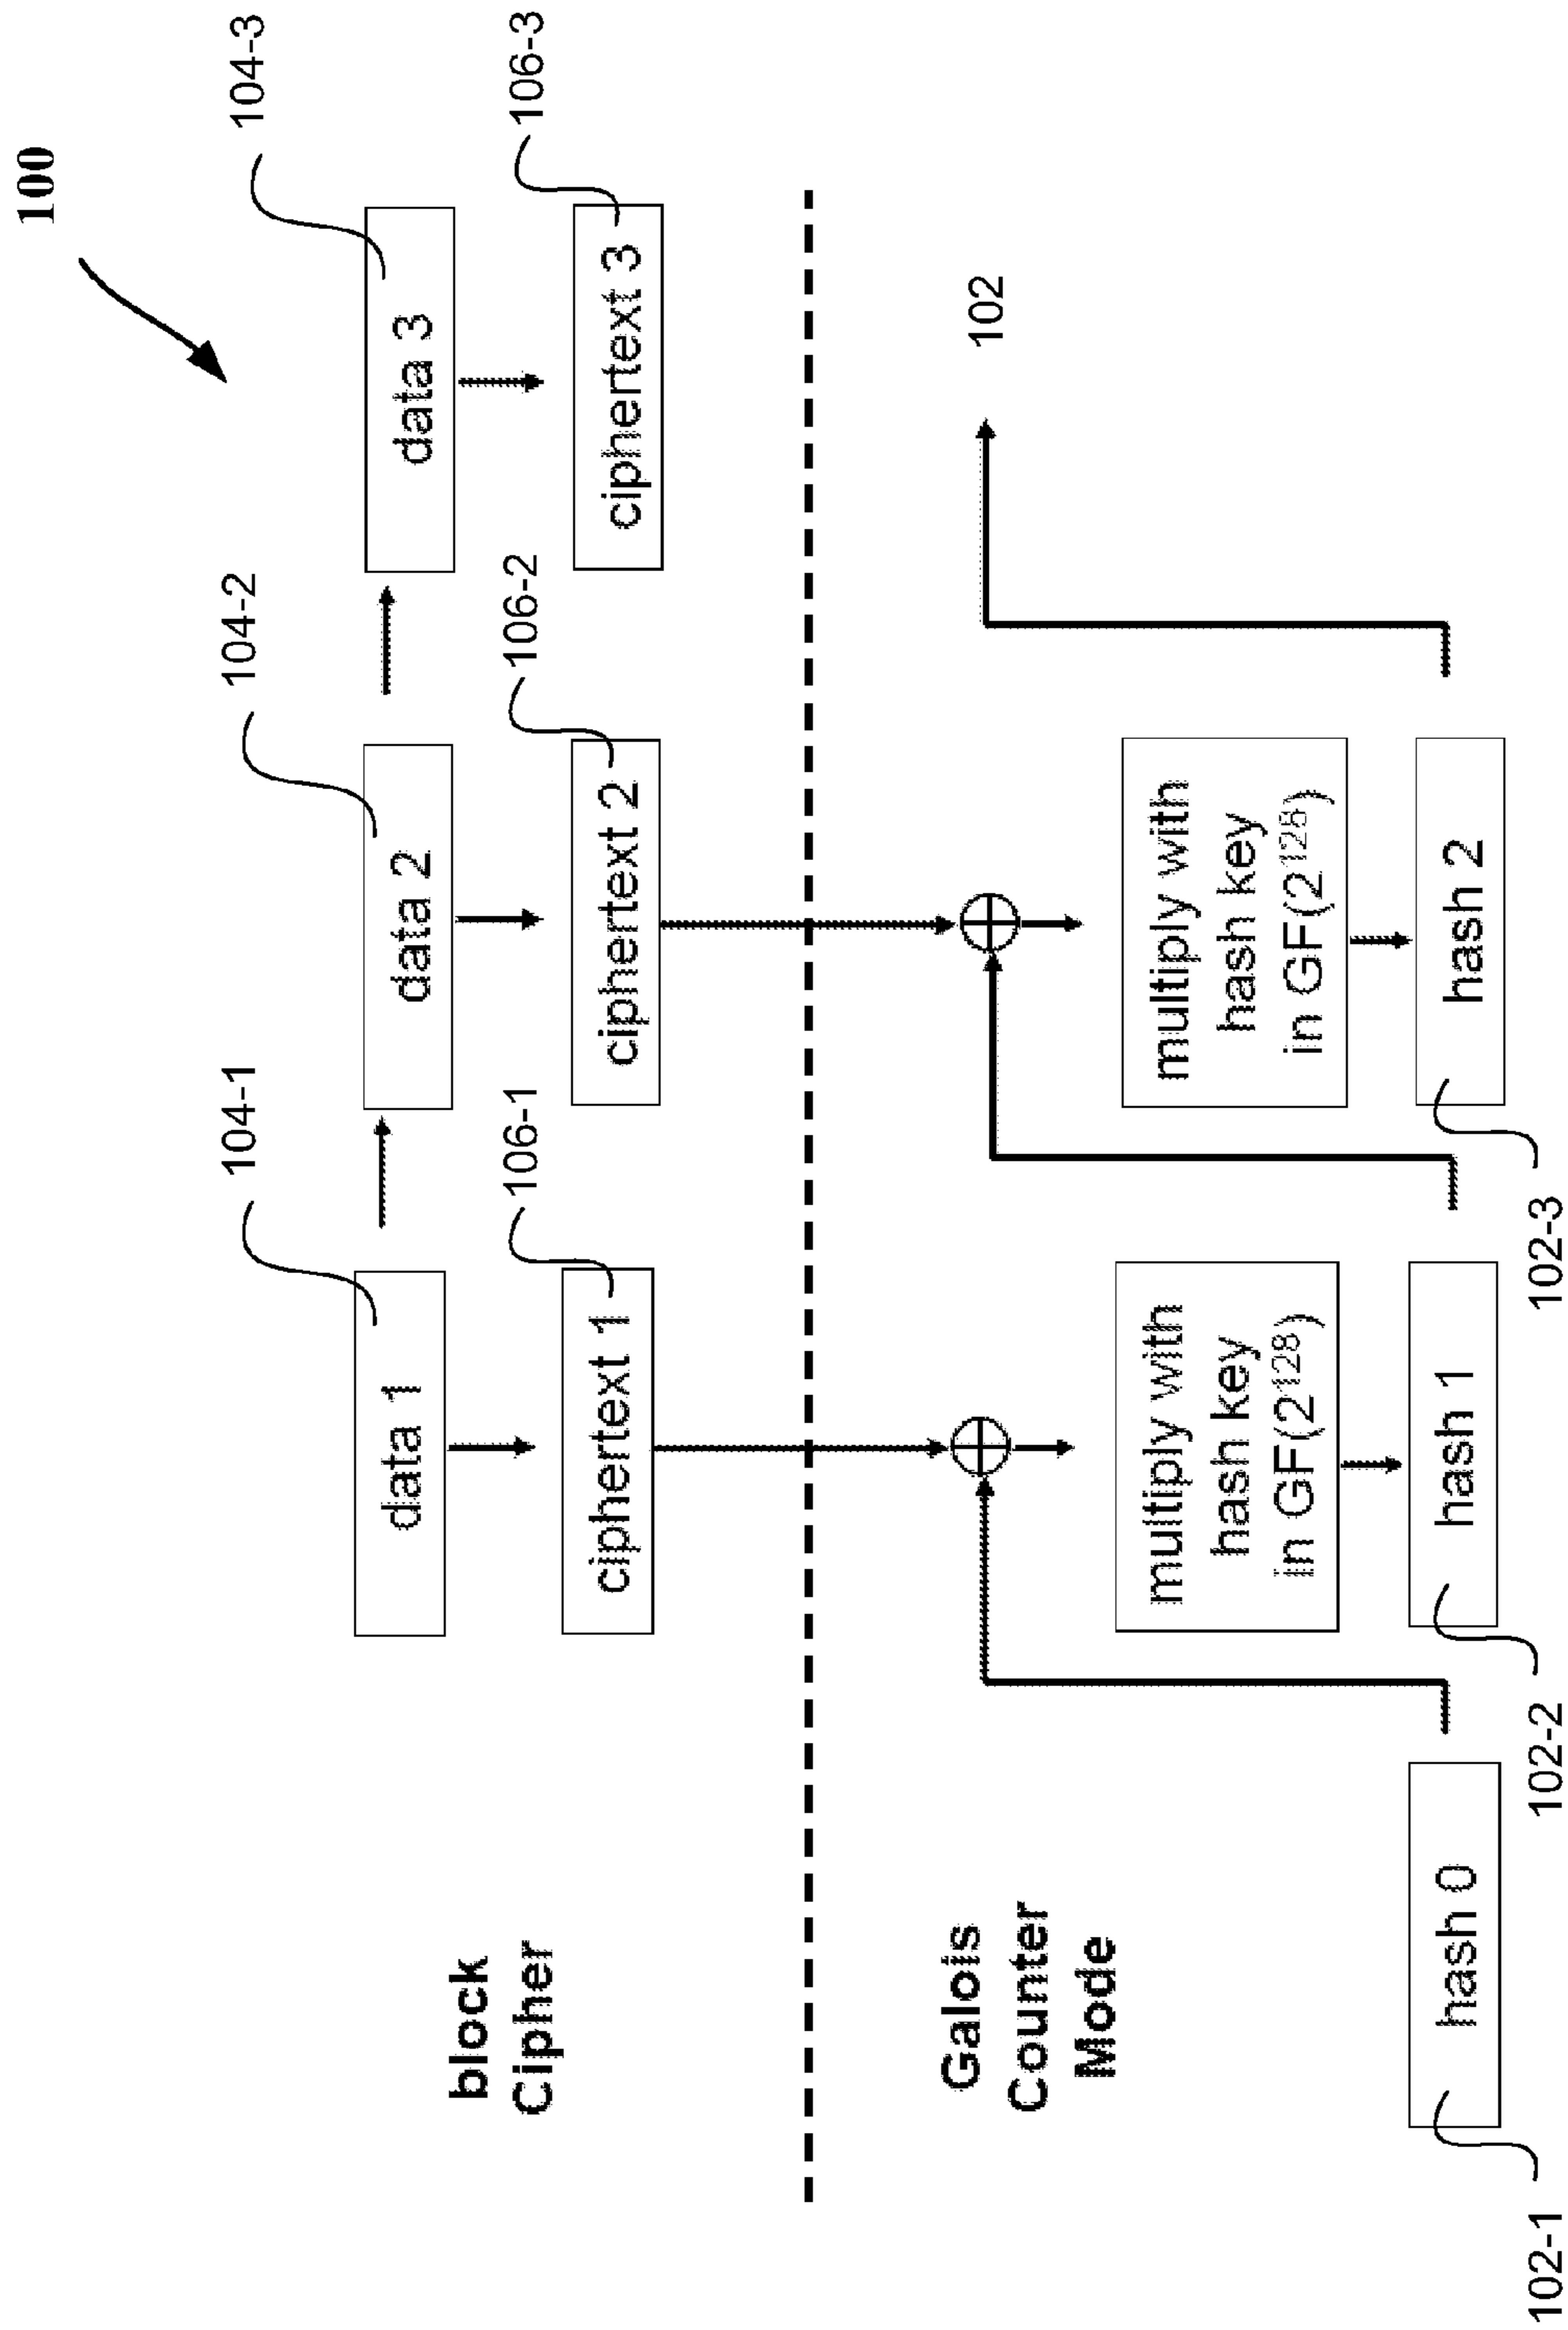 100
104-1
104-2
104-3
data 1
data 2
data 3
106-1
106-2
106-3
block
Cipher
ciphertext 1
ciphertext 2
ciphertext 3
Galois
Counter
Mode
102
multiply with
hash key
in GF(2¹²⁸)
multiply with
hash key
in GF(2¹²⁸)
hash 0
hash 1
hash 2
102-1
102-2
102-3